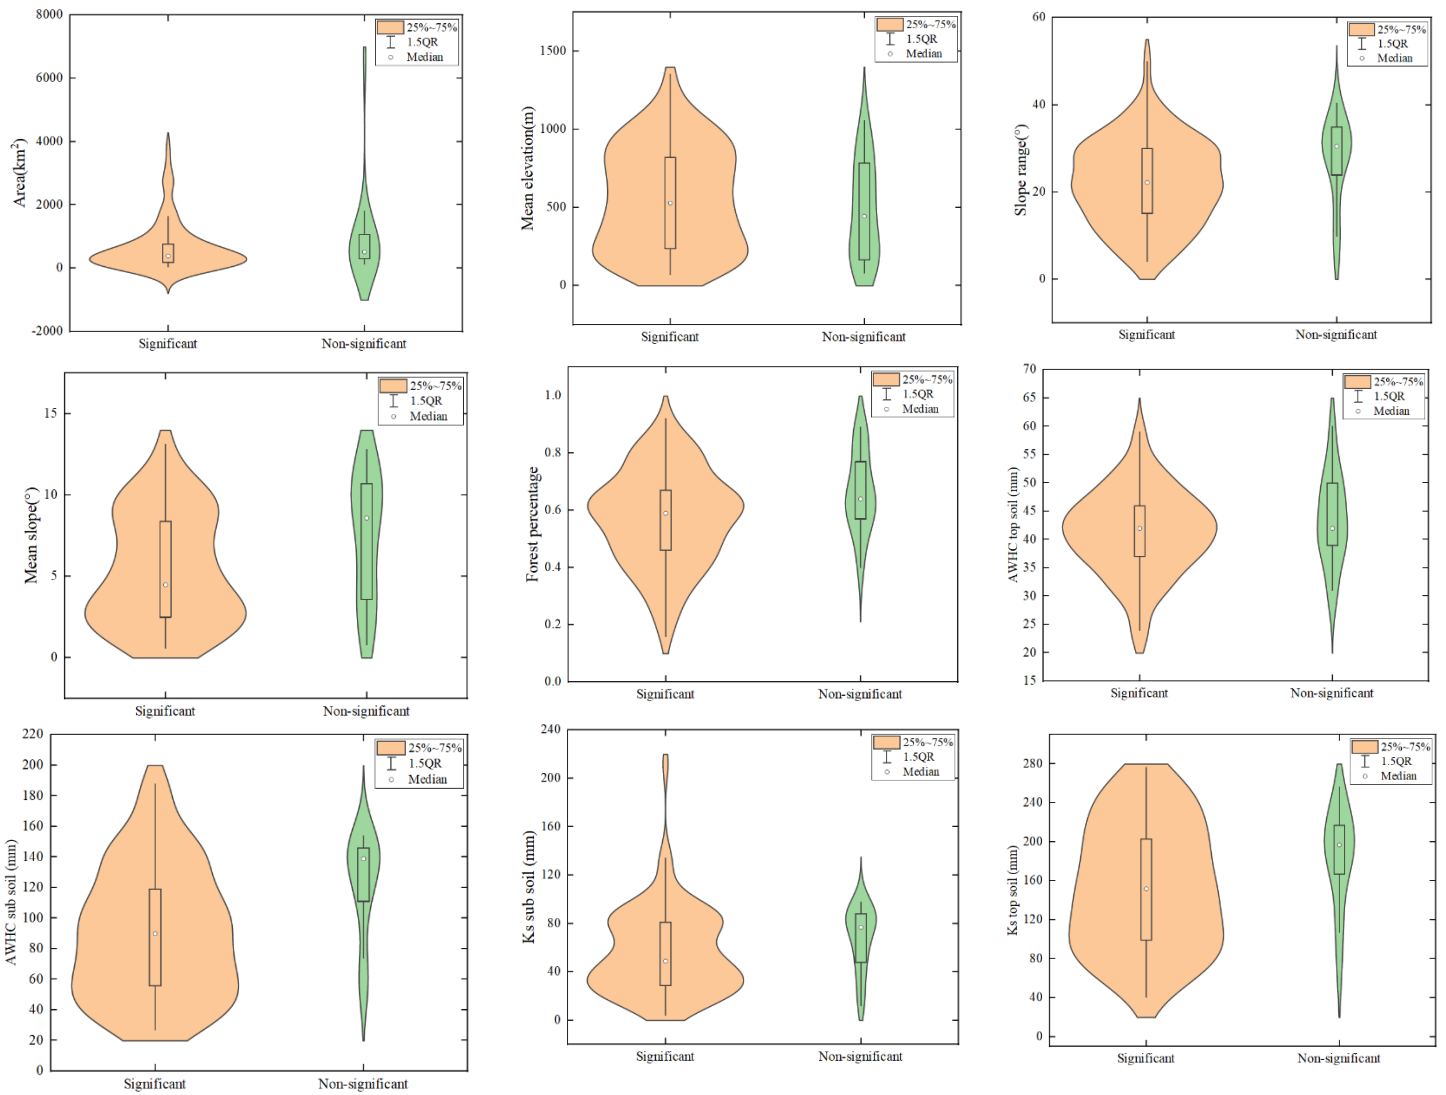 8000
6000
4000
2000
0
-2000
Area(km²)
Significant
Non-significant
25%~75%
1.5QR
Median
1500
1000
500
0
Mean elevation(m)
Significant
Non-significant
25%~75%
1.5QR
Median
60
40
20
0
Slope range(°)
Significant
Non-significant
25%~75%
1.5QR
Median
15
10
5
0
Mean slope(°)
Significant
Non-significant
25%~75%
1.5QR
Median
1.0
0.8
0.6
0.4
0.2
0.0
Forest percentage
Significant
Non-significant
25%~75%
1.5QR
Median
70
65
60
55
50
45
40
35
30
25
20
15
AWHC top soil (mm)
Significant
Non-significant
25%~75%
1.5QR
Median
220
200
180
160
140
120
100
80
60
40
20
0
AWHC sub soil (mm)
Significant
Non-significant
25%~75%
1.5QR
Median
240
200
160
120
80
40
0
Ks sub soil (mm)
Significant
Non-significant
25%~75%
1.5QR
Median
280
240
200
160
120
80
40
0
Ks top soil (mm)
Significant
Non-significant
25%~75%
1.5QR
Median